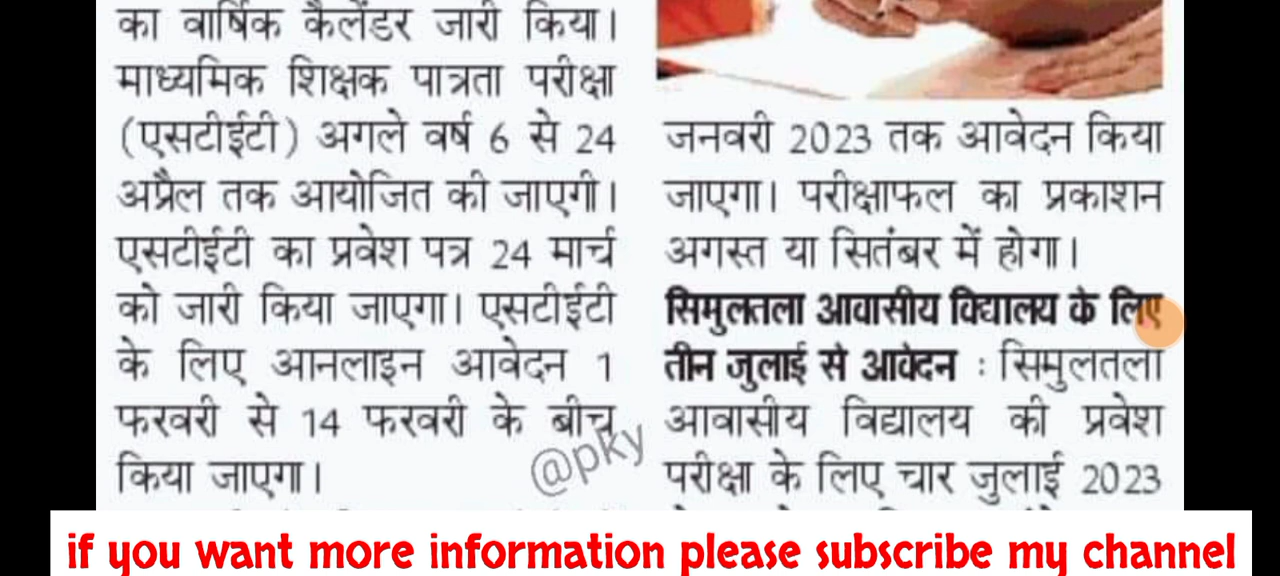 का वार्षिक कैलेंडर जारी किया।
माध्यमिक शिक्षक पात्रता परीक्षा
(एसटीईटी) अगले वर्ष 6 से 24
अप्रैल तक आयोजित की जाएगी।
एसटीईटी का प्रवेश पत्र 24 मार्च
को जारी किया जाएगा। एसटीईटी
के लिए आनलाइन आवेदन 1
फरवरी से 14 फरवरी के बीच
किया जाएगा।
@pky
जनवरी 2023 तक आवेदन किया
जाएगा। परीक्षाफल का प्रकाशन
अगस्त या सितंबर में होगा।
सिमुलतला आवासीय विद्यालय के लिए
तीन जुलाई से आवेदन : सिमुलतला
आवासीय विद्यालय की प्रवेश
परीक्षा के लिए चार जुलाई 2023
if you want more information please subscribe my channel